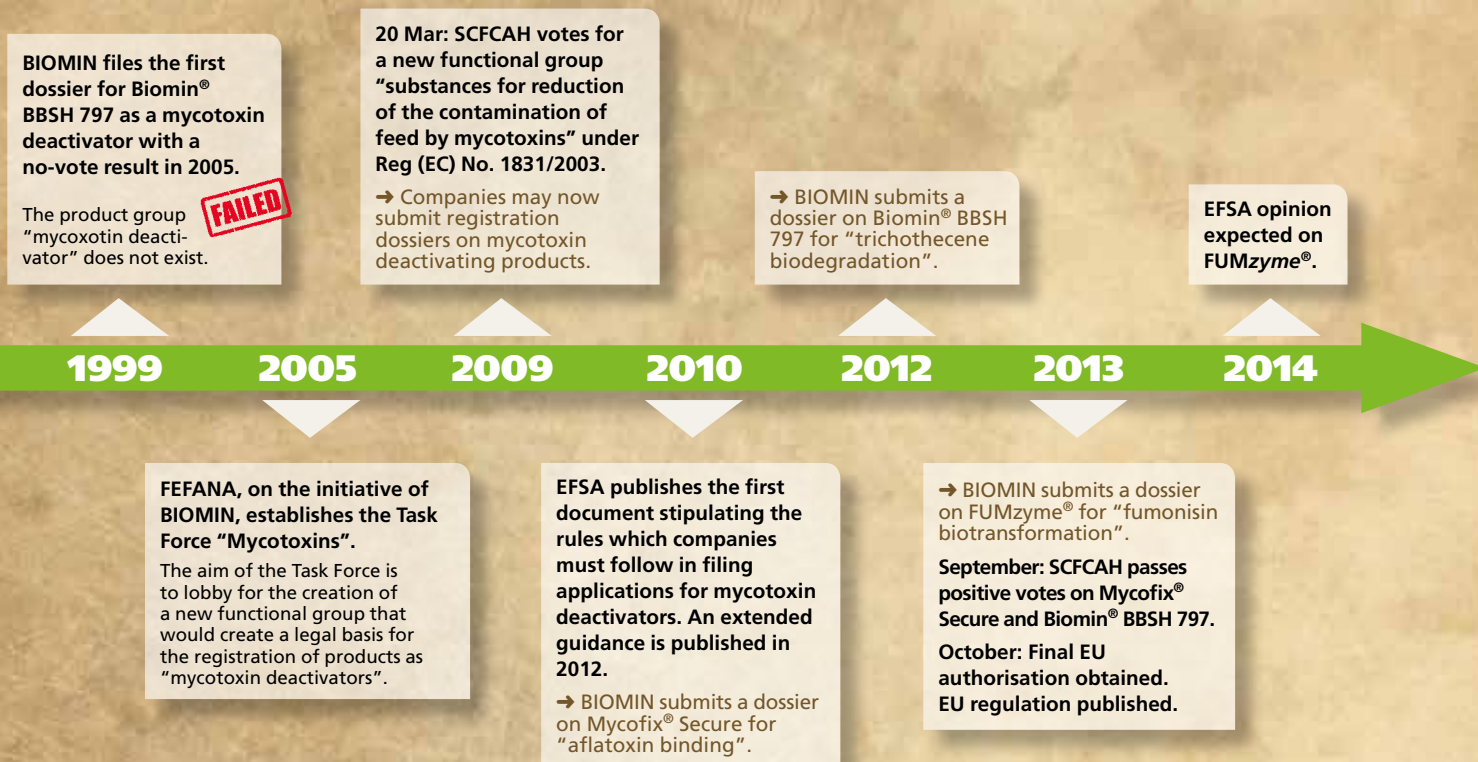 BIOMIN files the first
dossier for Biomin®
BBSH 797 as a mycotoxin
deactivator with a
no-vote result in 2005.
The product group
“mycoxotin deacti-
vator” does not exist.
FAILED
20 Mar: SCFCAH votes for
a new functional group
“substances for reduction
of the contamination of
feed by mycotoxins” under
Reg (EC) No. 1831/2003.
➜ Companies may now
submit registration
dossiers on mycotoxin
deactivating products.
➜ BIOMIN submits a
dossier on Biomin® BBSH
797 for “trichothecene
biodegradation”.
EFSA opinion
expected on
FUMzyme®.
1999 2005 2009 2010 2012 2013 2014
FEFANA, on the initiative of
BIOMIN, establishes the Task
Force “Mycotoxins”.
The aim of the Task Force is
to lobby for the creation of
a new functional group that
would create a legal basis for
the registration of products as
“mycotoxin deactivators”.
EFSA publishes the first
document stipulating the
rules which companies
must follow in filing
applications for mycotoxin
deactivators. An extended
guidance is published in
2012.
➜ BIOMIN submits a dossier
on Mycofix® Secure for
“aflatoxin binding”.
➜ BIOMIN submits a dossier
on FUMzyme® for “fumonisin
biotransformation”.
September: SCFCAH passes
positive votes on Mycofix®
Secure and Biomin® BBSH 797.
October: Final EU
authorisation obtained.
EU regulation published.